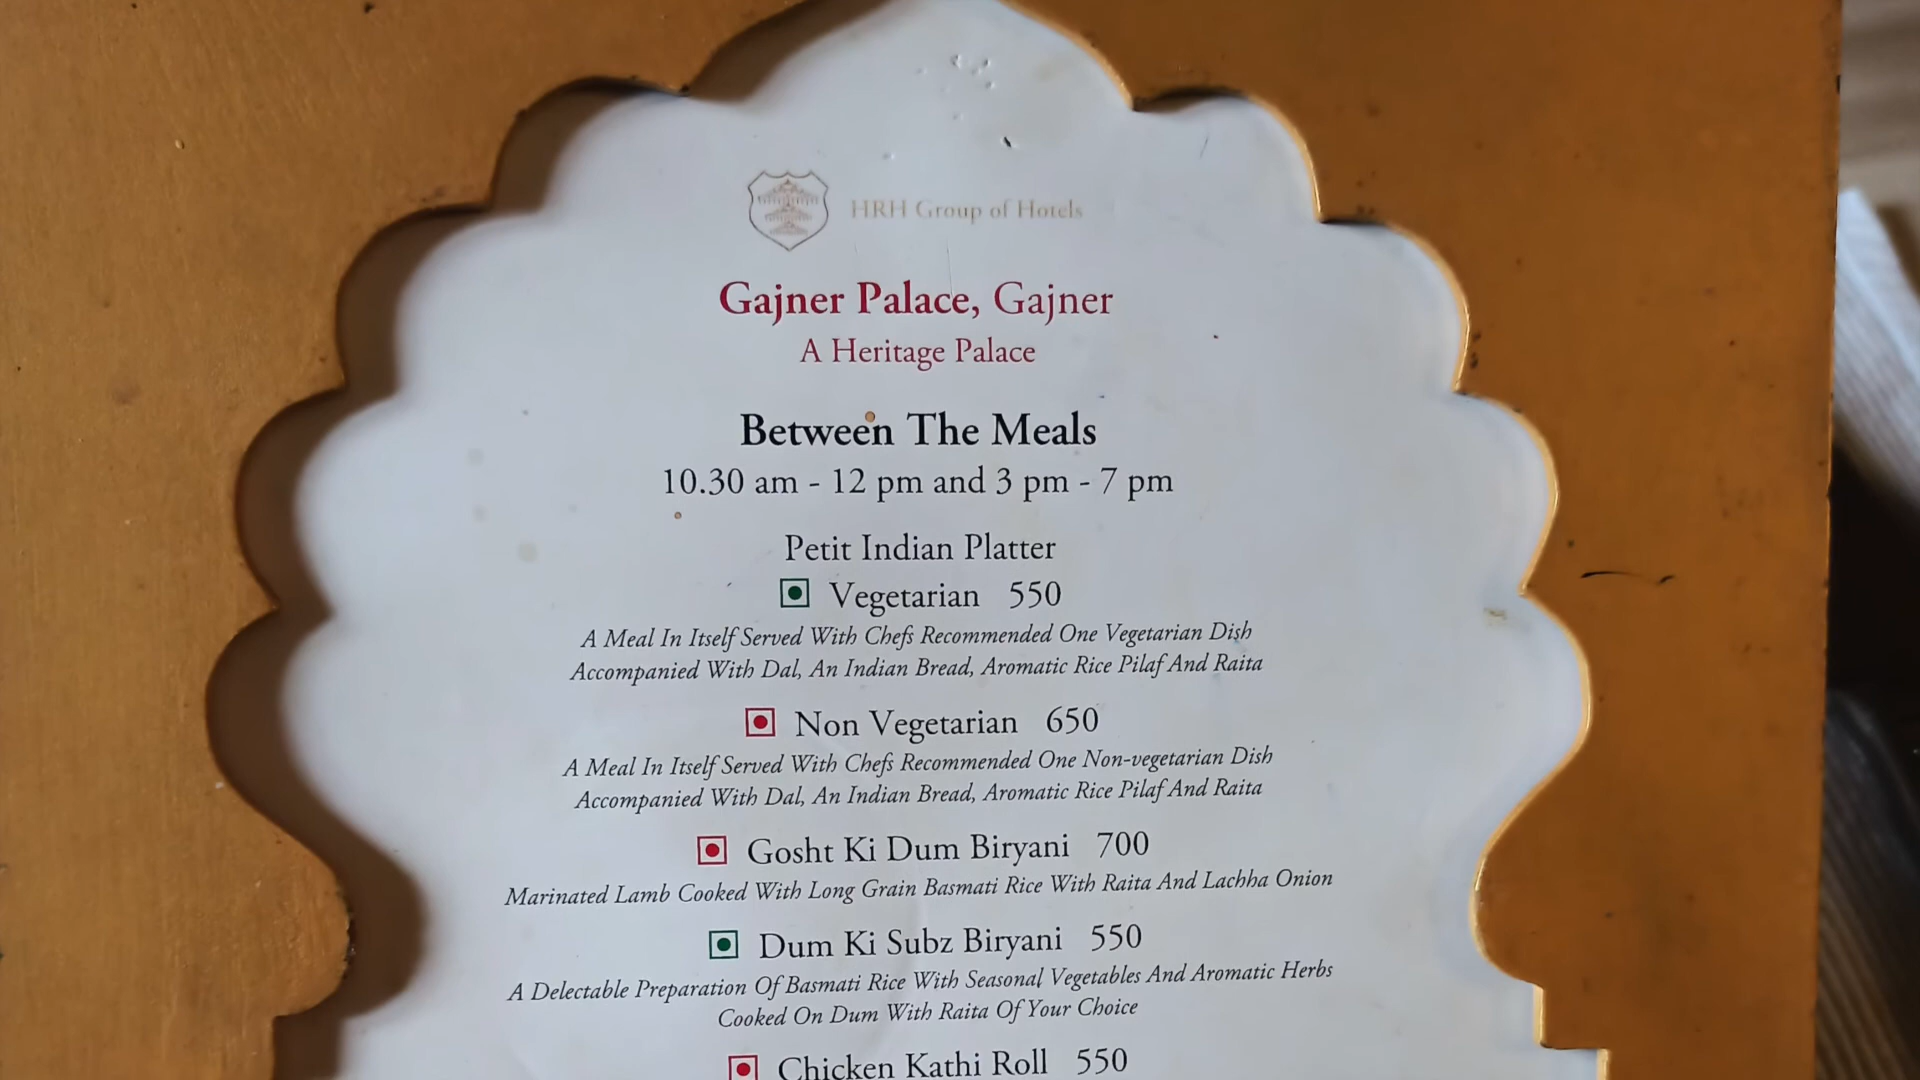 HRH Group of Hotels
Gajner Palace, Gajner
A Heritage Palace
Between The Meals
10.30 am - 12 pm and 3 pm - 7 pm
Petit Indian Platter
Vegetarian 550
A Meal In Itself Served With Chefs Recommended One Vegetarian Dish
Accompanied With Dal, An Indian Bread, Aromatic Rice Pilaf And Raita
Non Vegetarian 650
A Meal In Itself Served With Chefs Recommended One Non-vegetarian Dish
Accompanied With Dal, An Indian Bread, Aromatic Rice Pilaf And Raita
Gosht Ki Dum Biryani 700
Marinated Lamb Cooked With Long Grain Basmati Rice With Raita And Lachha Onion
Dum Ki Subz Biryani 550
A Delectable Preparation Of Basmati Rice With Seasonal Vegetables And Aromatic Herbs
Cooked On Dum With Raita Of Your Choice
Chicken Kathi Roll 550